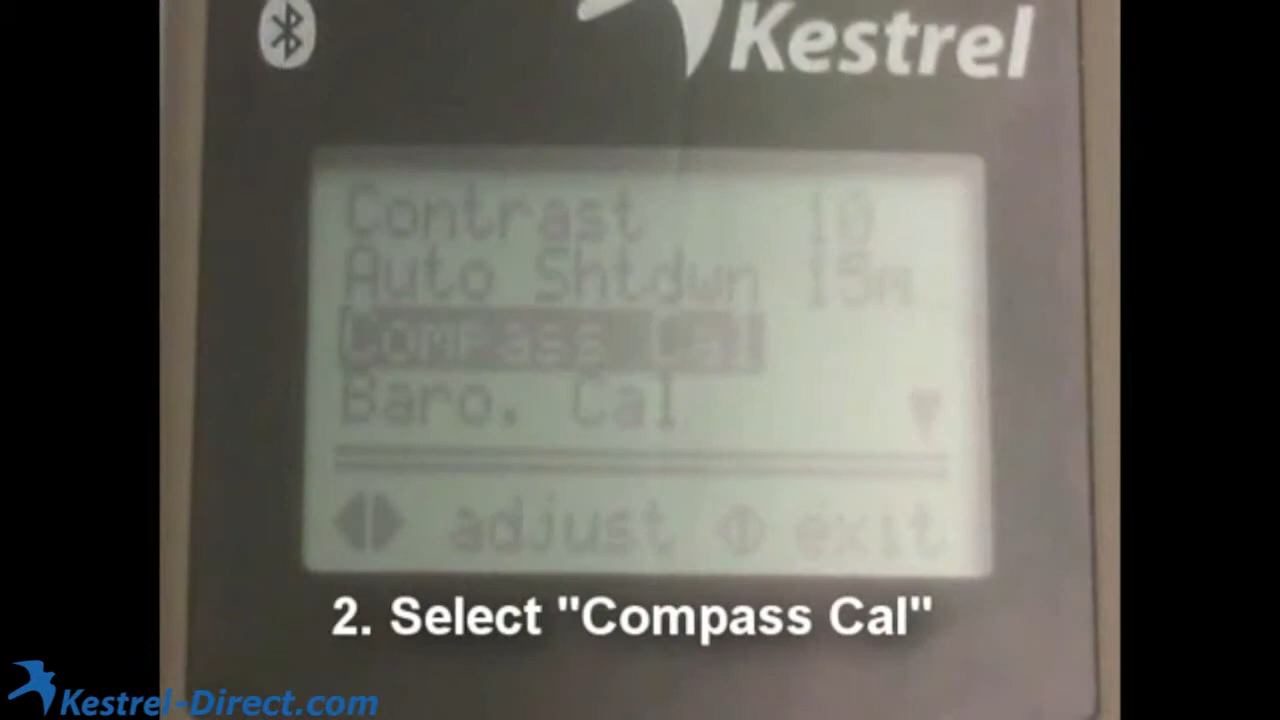 Kestrel
Contrast 10
Auto Shtdwn 15m
Compass Cal
Baro. Cal
adjust exit
2. Select "Compass Cal"
Kestrel-Direct.com